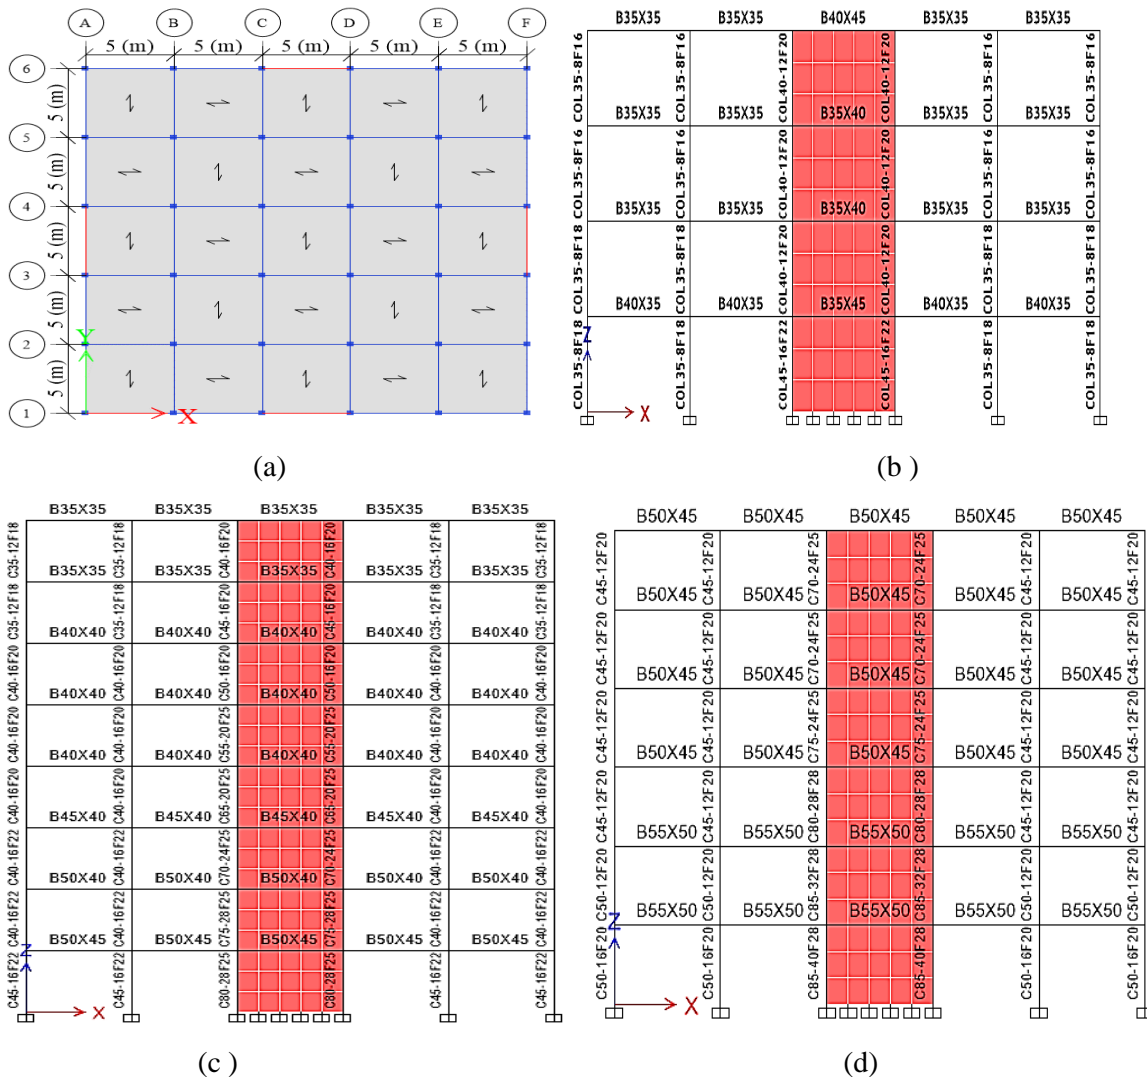 A B C D E F
5 (m) 5 (m) 5 (m) 5 (m) 5 (m)
6
5 (m)
5
5 (m)
4
5 (m)
3
5 (m)
2
Y
5 (m)
1
X
(a)
B35X35 B35X35 B40X45 B35X35 B35X35
COL35-8F16 COL35-8F16 COL40-12F20 COL40-12F20 COL35-8F16 COL35-8F16
B35X35 B35X35 B35X40 B35X35 B35X35
COL35-8F16 COL35-8F16 COL40-12F20 COL40-12F20 COL35-8F16 COL35-8F16
B35X35 B35X35 B35X40 B35X35 B35X35
COL35-8F18 COL35-8F18 COL40-12F20 COL40-12F20 COL35-8F18 COL35-8F18
B40X35 B40X35 B35X45 B40X35 B40X35
COL35-8F18 COL35-8F18 COL45-16F22 COL45-16F22 COL35-8F18 COL35-8F18
Z
X
(b )
B35X35 B35X35 B35X35 B35X35 B35X35
C35-12F18 C35-12F18 C40-16F20 C40-16F20 C35-12F18 C35-12F18
B35X35 B35X35 B35X35 B35X35 B35X35
C35-12F18 C35-12F18 C45-16F20 C45-16F20 C35-12F18 C35-12F18
B40X40 B40X40 B40X40 B40X40 B40X40
C40-16F20 C40-16F20 C50-16F20 C50-16F20 C40-16F20 C40-16F20
B40X40 B40X40 B40X40 B40X40 B40X40
C40-16F20 C40-16F20 C55-20F25 C55-20F25 C40-16F20 C40-16F20
B40X40 B40X40 B40X40 B40X40 B40X40
C40-16F20 C40-16F20 C65-20F25 C65-20F25 C40-16F20 C40-16F20
B45X40 B45X40 B45X40 B45X40 B45X40
C40-16F22 C40-16F22 C70-24F25 C70-24F25 C40-16F22 C40-16F22
B50X40 B50X40 B50X40 B50X40 B50X40
C40-16F22 C40-16F22 C75-28F25 C75-28F25 C40-16F22 C40-16F22
B50X45 B50X45 B50X45 B50X45 B50X45
C45-16F22 C45-16F22 C80-28F25 C80-28F25 C45-16F22 C45-16F22
Z
X
(c )
B50X45 B50X45 B50X45 B50X45 B50X45
C45-12F20 C45-12F20 C70-24F25 C70-24F25 C45-12F20 C45-12F20
B50X45 B50X45 B50X45 B50X45 B50X45
C45-12F20 C45-12F20 C70-24F25 C70-24F25 C45-12F20 C45-12F20
B50X45 B50X45 B50X45 B50X45 B50X45
C45-12F20 C45-12F20 C75-24F25 C75-24F25 C45-12F20 C45-12F20
B50X45 B50X45 B50X45 B50X45 B50X45
C45-12F20 C45-12F20 C80-28F28 C80-28F28 C45-12F20 C45-12F20
B55X50 B55X50 B55X50 B55X50 B55X50
C50-12F20 C50-12F20 C85-32F28 C85-32F28 C50-12F20 C50-12F20
B55X50 B55X50 B55X50 B55X50 B55X50
C50-16F20 C50-16F20 C85-40F28 C85-40F28 C50-16F20 C50-16F20
Z
X
(d)